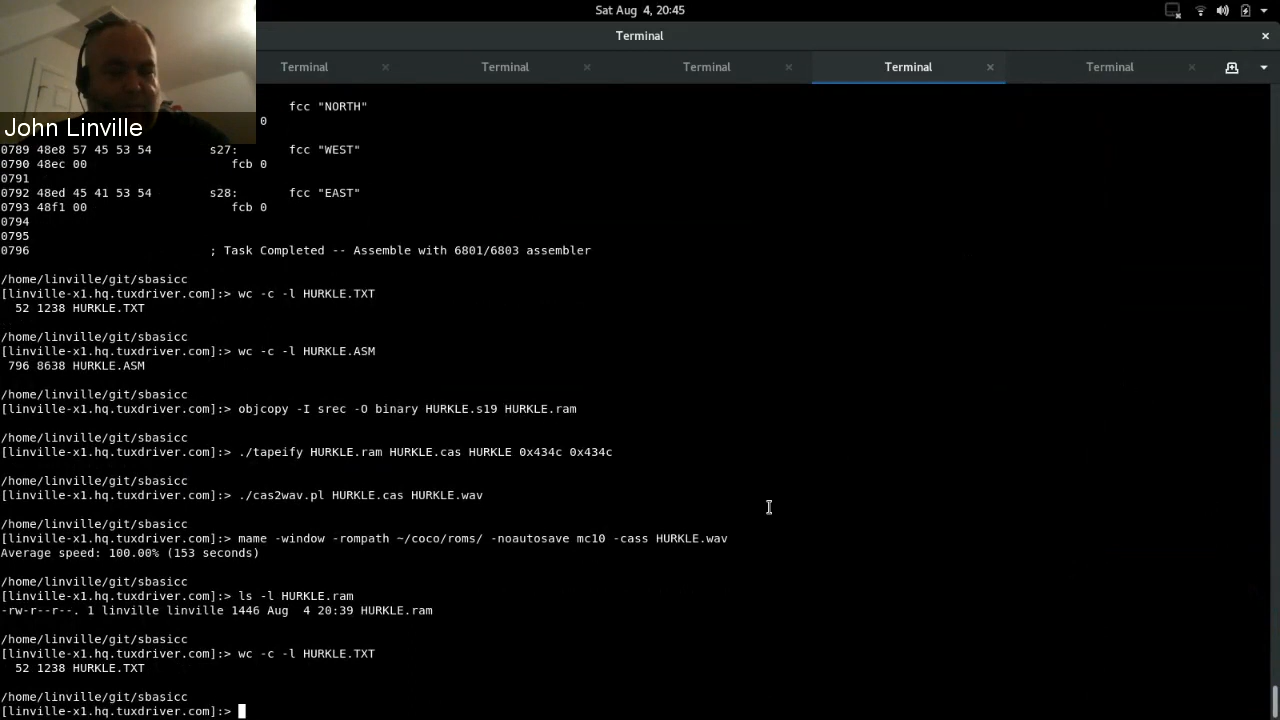 Sat Aug 4, 20:45
Terminal
Terminal Terminal Terminal Terminal Terminal
John Linville
fcc "NORTH"
0
0789 48e8 57 45 53 54 s27: fcc "WEST"
0790 48ec 00 fcb 0
0791
0792 48ed 45 41 53 54 s28: fcc "EAST"
0793 48f1 00 fcb 0
0794
0795
0796 ; Task Completed -- Assemble with 6801/6803 assembler
/home/linville/git/sbasicc
[linville-x1.hq.tuxdriver.com]:> wc -c -l HURKLE.TXT
52 1238 HURKLE.TXT
/home/linville/git/sbasicc
[linville-x1.hq.tuxdriver.com]:> wc -c -l HURKLE.ASM
796 8638 HURKLE.ASM
/home/linville/git/sbasicc
[linville-x1.hq.tuxdriver.com]:> objcopy -I srec -O binary HURKLE.s19 HURKLE.ram
/home/linville/git/sbasicc
[linville-x1.hq.tuxdriver.com]:> ./tapeify HURKLE.ram HURKLE.cas HURKLE 0x434c 0x434c
/home/linville/git/sbasicc
[linville-x1.hq.tuxdriver.com]:> ./cas2wav.pl HURKLE.cas HURKLE.wav
/home/linville/git/sbasicc
[linville-x1.hq.tuxdriver.com]:> mame -window -rompath ~/coco/roms/ -noautosave mc10 -cass HURKLE.wav
Average speed: 100.00% (153 seconds)
/home/linville/git/sbasicc
[linville-x1.hq.tuxdriver.com]:> ls -l HURKLE.ram
-rw-r--r--. 1 linville linville 1446 Aug  4 20:39 HURKLE.ram
/home/linville/git/sbasicc
[linville-x1.hq.tuxdriver.com]:> wc -c -l HURKLE.TXT
52 1238 HURKLE.TXT
/home/linville/git/sbasicc
[linville-x1.hq.tuxdriver.com]:>